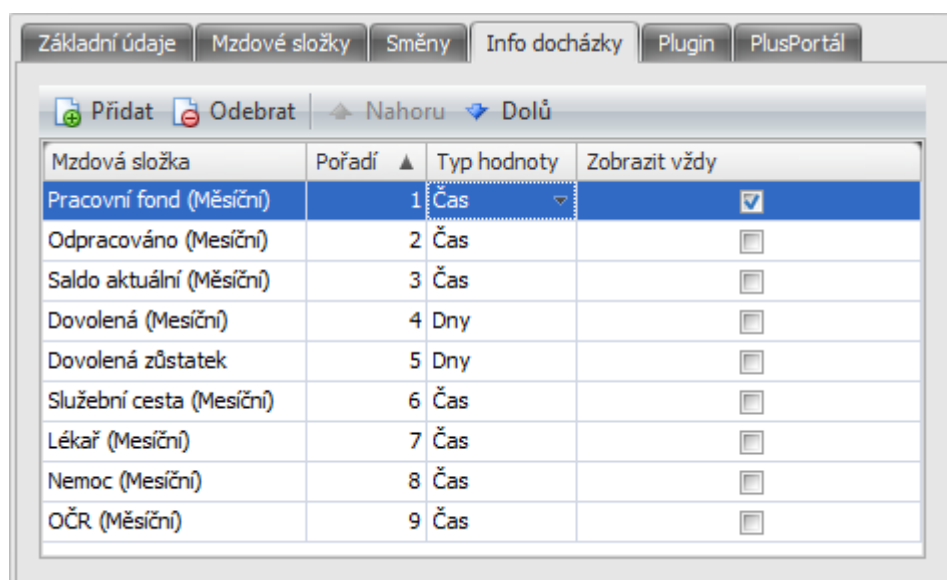 Základní údaje Mzdové složky Směny Info docházky Plugin PlusPortál
Přidat Odebrat Nahoru Dolů
Mzdová složka Pořadí Typ hodnoty Zobrazit vždy
Pracovní fond (Měsíční) 1 Čas
Odpracováno (Mesíční) 2 Čas
Saldo aktuální (Měsíční) 3 Čas
Dovolená (Mesíční) 4 Dny
Dovolená zůstatek 5 Dny
Služební cesta (Mesíční) 6 Čas
Lékař (Mesíční) 7 Čas
Nemoc (Mesíční) 8 Čas
OČR (Měsíční) 9 Čas